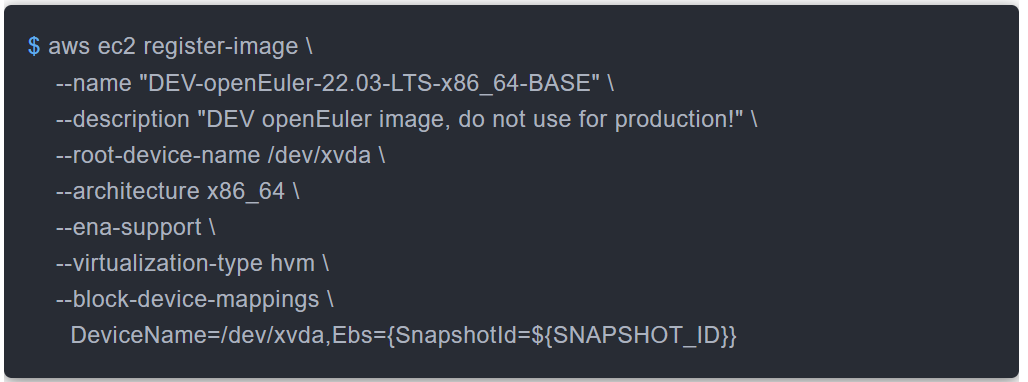 $ aws ec2 register-image \
--name "DEV-openEuler-22.03-LTS-x86_64-BASE" \
--description "DEV openEuler image, do not use for production!" \
--root-device-name /dev/xvda \
--architecture x86_64 \
--ena-support \
--virtualization-type hvm \
--block-device-mappings \
DeviceName=/dev/xvda,Ebs={SnapshotId=${SNAPSHOT_ID}}